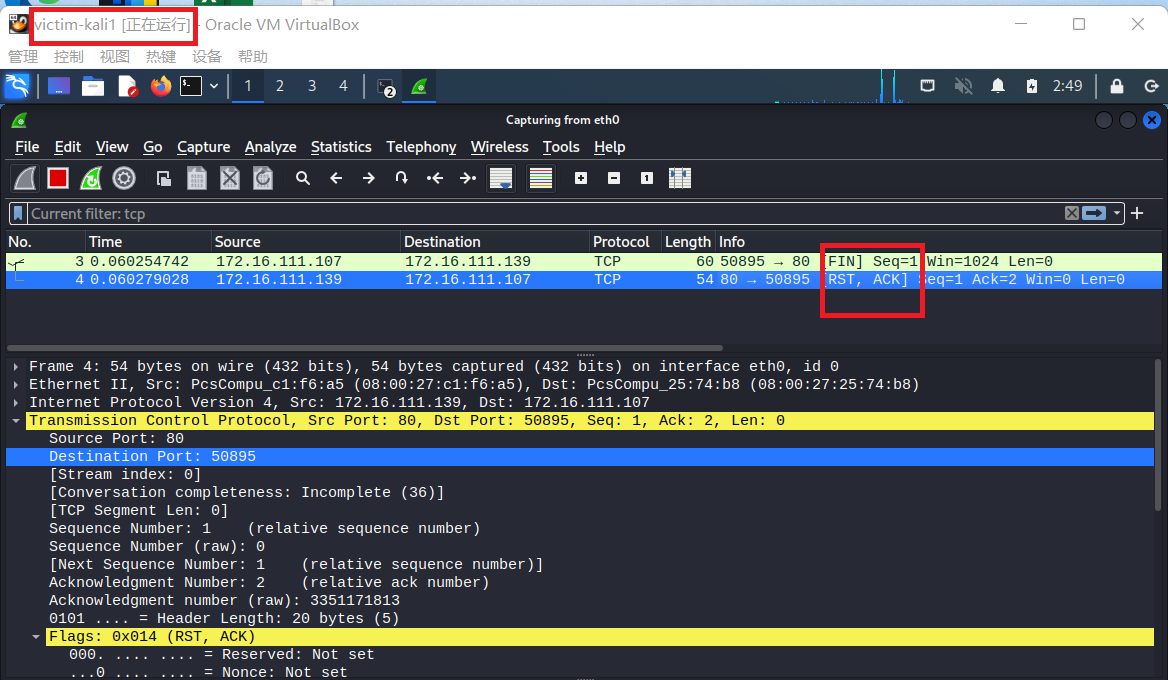 victim-kali1 [正在运行] - Oracle VM VirtualBox
管理 控制 视图 热键 设备 帮助
1 2 3 4 2 2:49
Capturing from eth0
File Edit View Go Capture Analyze Statistics Telephony Wireless Tools Help
Current filter: tcp
No. Time Source Destination Protocol Length Info
3 0.060254742 172.16.111.107 172.16.111.139 TCP 60 50895 → 80 [FIN] Seq=1 Win=1024 Len=0
4 0.060279028 172.16.111.139 172.16.111.107 TCP 54 80 → 50895 [RST, ACK] Seq=1 Ack=2 Win=0 Len=0
Frame 4: 54 bytes on wire (432 bits), 54 bytes captured (432 bits) on interface eth0, id 0
Ethernet II, Src: PcsCompu_c1:f6:a5 (08:00:27:c1:f6:a5), Dst: PcsCompu_25:74:b8 (08:00:27:25:74:b8)
Internet Protocol Version 4, Src: 172.16.111.139, Dst: 172.16.111.107
Transmission Control Protocol, Src Port: 80, Dst Port: 50895, Seq: 1, Ack: 2, Len: 0
Source Port: 80
Destination Port: 50895
[Stream index: 0]
[Conversation completeness: Incomplete (36)]
[TCP Segment Len: 0]
Sequence Number: 1 (relative sequence number)
Sequence Number (raw): 0
[Next Sequence Number: 1 (relative sequence number)]
Acknowledgment Number: 2 (relative ack number)
Acknowledgment number (raw): 3351171813
0101 .... = Header Length: 20 bytes (5)
Flags: 0x014 (RST, ACK)
000. .... .... = Reserved: Not set
...0 .... .... = Nonce: Not set